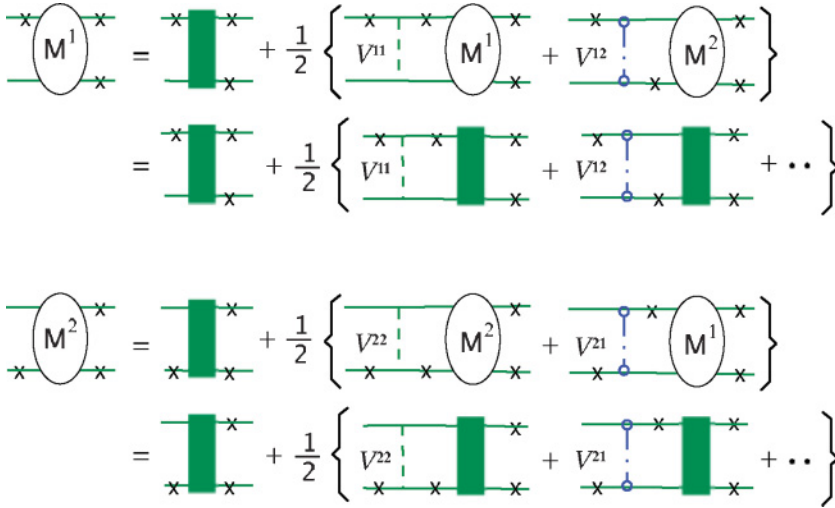 M¹ = + 1/2 { V¹¹ M¹ + V¹² M² }
= + 1/2 { V¹¹ + V¹² + ·· }
M² = + 1/2 { V²² M² + V²¹ M¹ }
= + 1/2 { V²² + V²¹ + ·· }